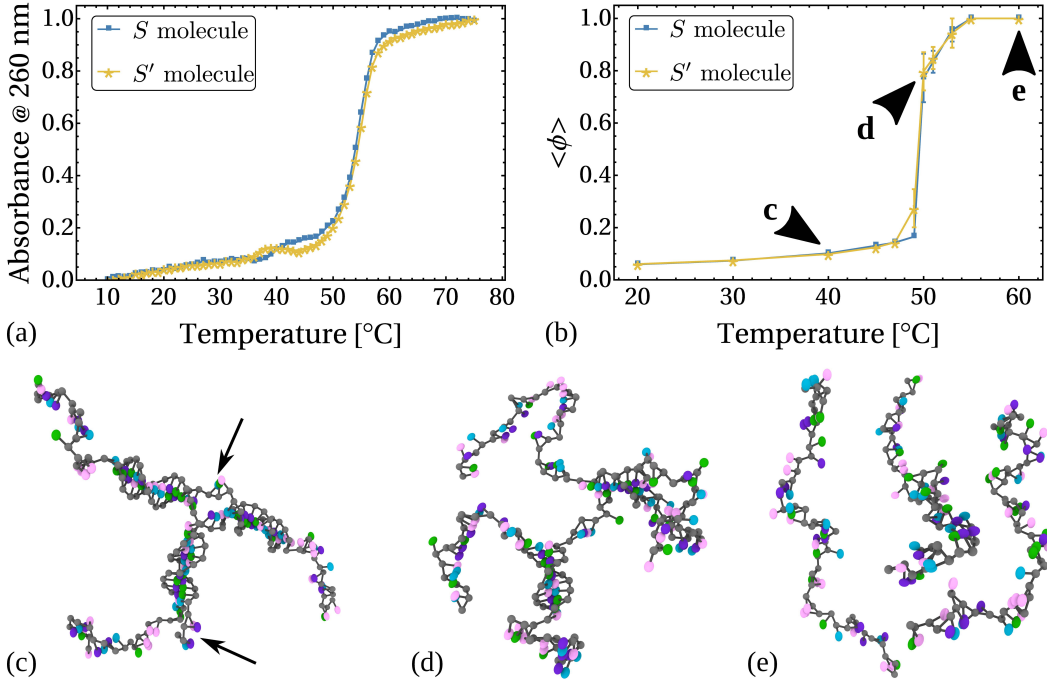 Absorbance @ 260 nm
1.0
0.8
0.6
0.4
0.2
0.0
S molecule
S′ molecule
10 20 30 40 50 60 70 80
Temperature [°C]
(a)
<ϕ>
1.0
0.8
0.6
0.4
0.2
0.0
S molecule
S′ molecule
c
d
e
20 30 40 50 60
Temperature [°C]
(b)
(c)
(d)
(e)